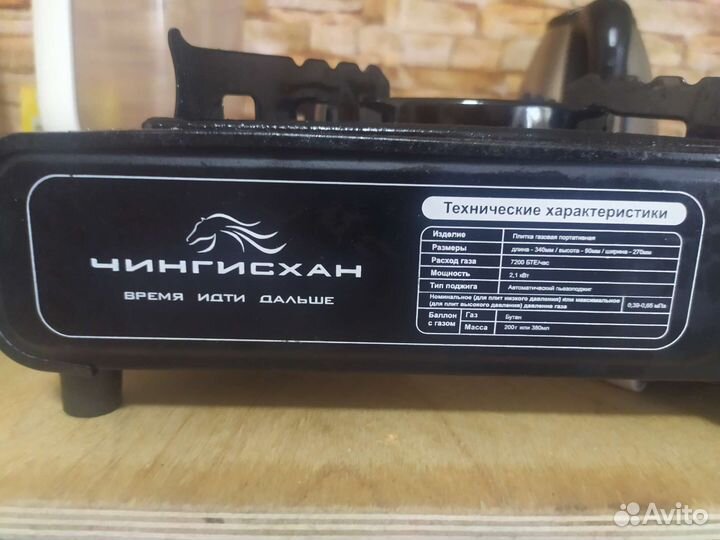 ЧИНГИСХАН
ВРЕМЯ ИДТИ ДАЛЬШЕ
Технические характеристики
Изделие Плитка газовая портативная
Размеры длина - 340мм / высота - 90мм / ширина - 270мм
Расход газа 7200 БТЕ/час
Мощность 2,1 кВт
Тип поджига Автоматический пьезоподжиг
Номинальное (для плит низкого давления) или максимальное
(для плит высокого давления) давление газа 0,39-0,65 мПа
Баллон с газом Газ Бутан
Масса 200г или 380мл
Avito